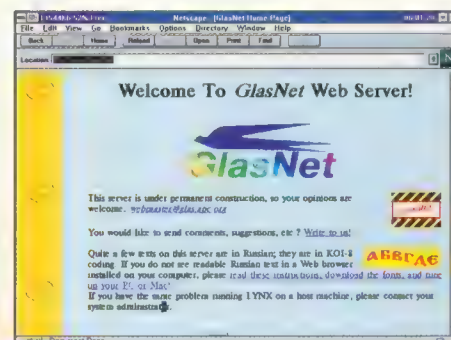 Netscape - [GlasNet Home Page]
File Edit View Go Bookmarks Options Directory Window Help
Back Home Reload Open Print Find
Location:
Welcome To GlasNet Web Server!
GlasNet
This server is under permanent construction, so your opinions are
welcome. webmaster@glas.apc.org
You would like to send comments, suggestions, etc ? Write to us!
Quite a few texts on this server are in Russian; they are in KOI-8
АБВГДЕ
coding. If you do not see readable Russian text in a Web browser
installed on your computer, please read these instructions, download the fonts, and tune
up your PC or Mac!
If you have the same problem running LYNX on a host machine, please contact your
system administrator.